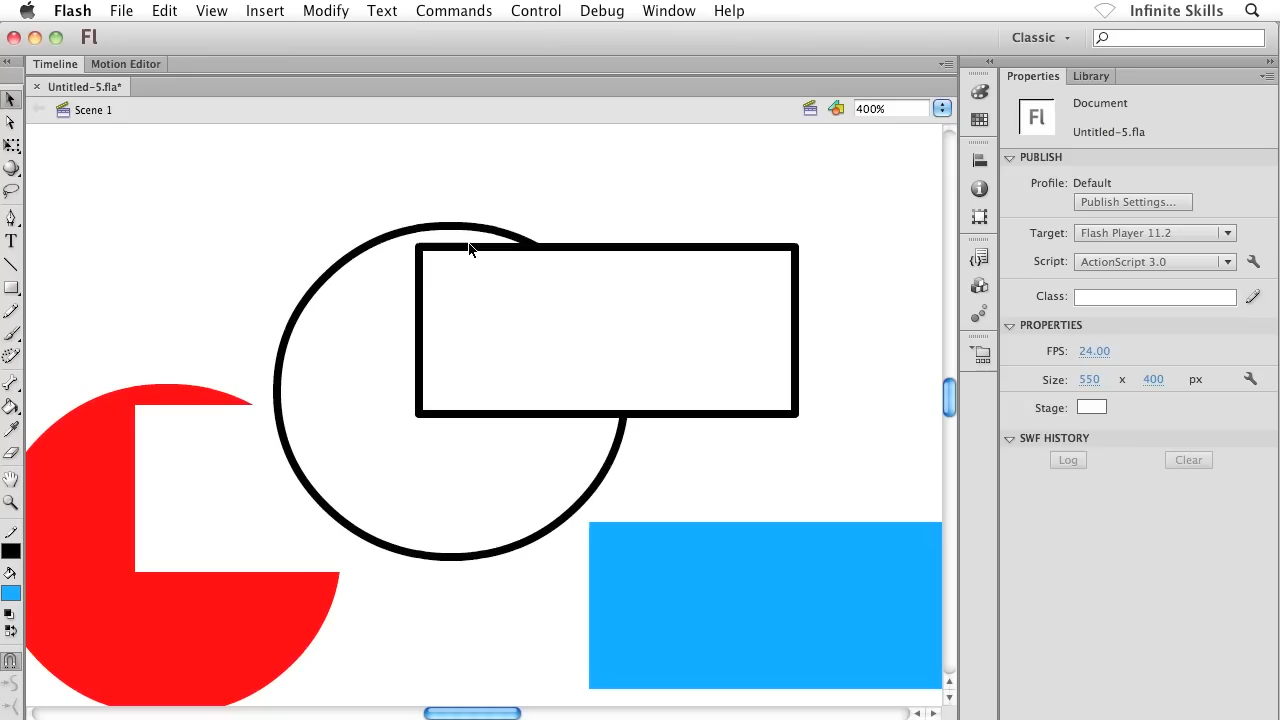 Flash File Edit View Insert Modify Text Commands Control Debug Window Help Infinite Skills
Fl Classic
Timeline Motion Editor
Untitled-5.fla*
Scene 1 400%
T
Properties Library
Fl
Document
Untitled-5.fla
PUBLISH
Profile: Default
Publish Settings...
Target: Flash Player 11.2
Script: ActionScript 3.0
Class:
PROPERTIES
FPS: 24.00
Size: 550 x 400 px
Stage:
SWF HISTORY
Log Clear